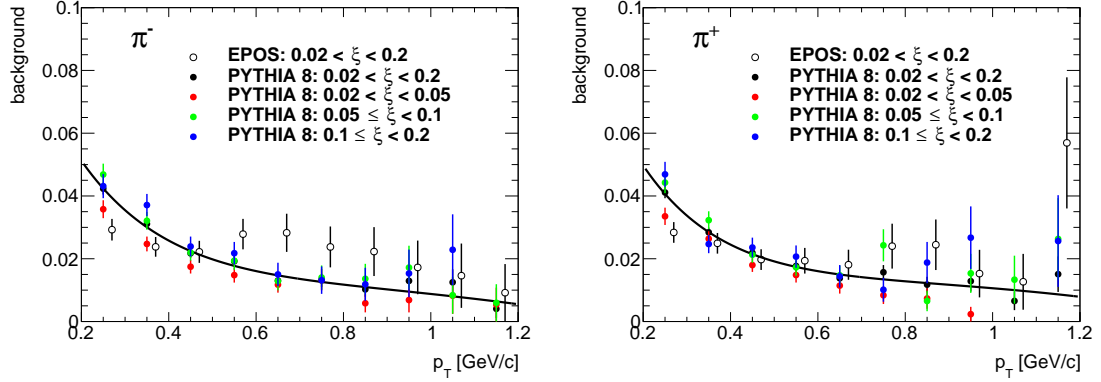 background
0.1
0.08
0.06
0.04
0.02
0
π-
EPOS: 0.02 < ξ < 0.2
PYTHIA 8: 0.02 < ξ < 0.2
PYTHIA 8: 0.02 < ξ < 0.05
PYTHIA 8: 0.05 ≤ ξ < 0.1
PYTHIA 8: 0.1 ≤ ξ < 0.2
0.2 0.4 0.6 0.8 1 1.2
p_T [GeV/c]
background
0.1
0.08
0.06
0.04
0.02
0
π+
EPOS: 0.02 < ξ < 0.2
PYTHIA 8: 0.02 < ξ < 0.2
PYTHIA 8: 0.02 < ξ < 0.05
PYTHIA 8: 0.05 ≤ ξ < 0.1
PYTHIA 8: 0.1 ≤ ξ < 0.2
0.2 0.4 0.6 0.8 1 1.2
p_T [GeV/c]